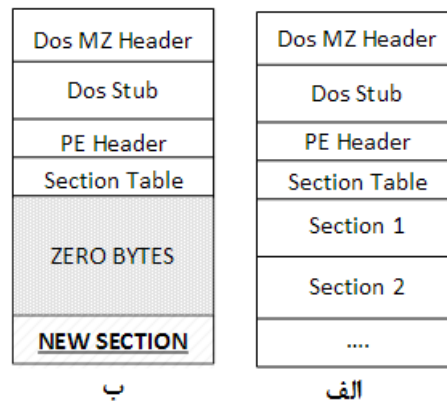 Dos MZ Header
Dos Stub
PE Header
Section Table
ZERO BYTES
NEW SECTION
ب
Dos MZ Header
Dos Stub
PE Header
Section Table
Section 1
Section 2
....
الف